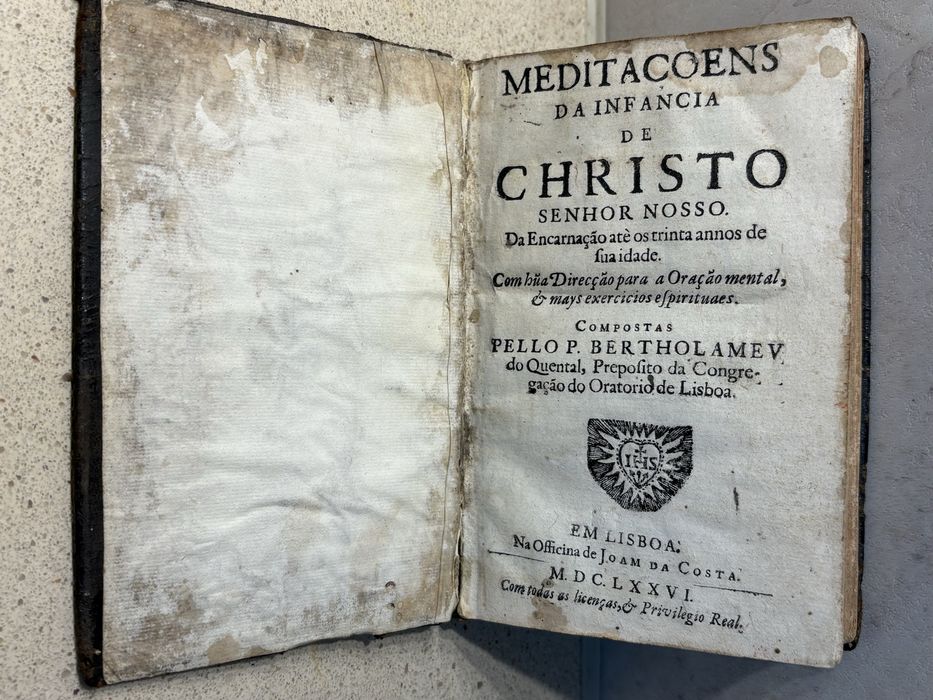 MEDITACOENS
DA INFANCIA
DE
CHRISTO
SENHOR NOSSO.
Da Encarnação atè os trinta annos de
sua idade.
Com hũa Direcção para a Oração mental,
& mays exercicios espirituaes.
COMPOSTAS
PELLO P. BERTHOLAMEV
do Quental, Preposito da Congre-
gação do Oratorio de Lisboa.
IHS
EM LISBOA.
Na Officina de JOAM DA COSTA.
M. DC. LXXVI.
Com todas as licenças, & Privilegio Real.